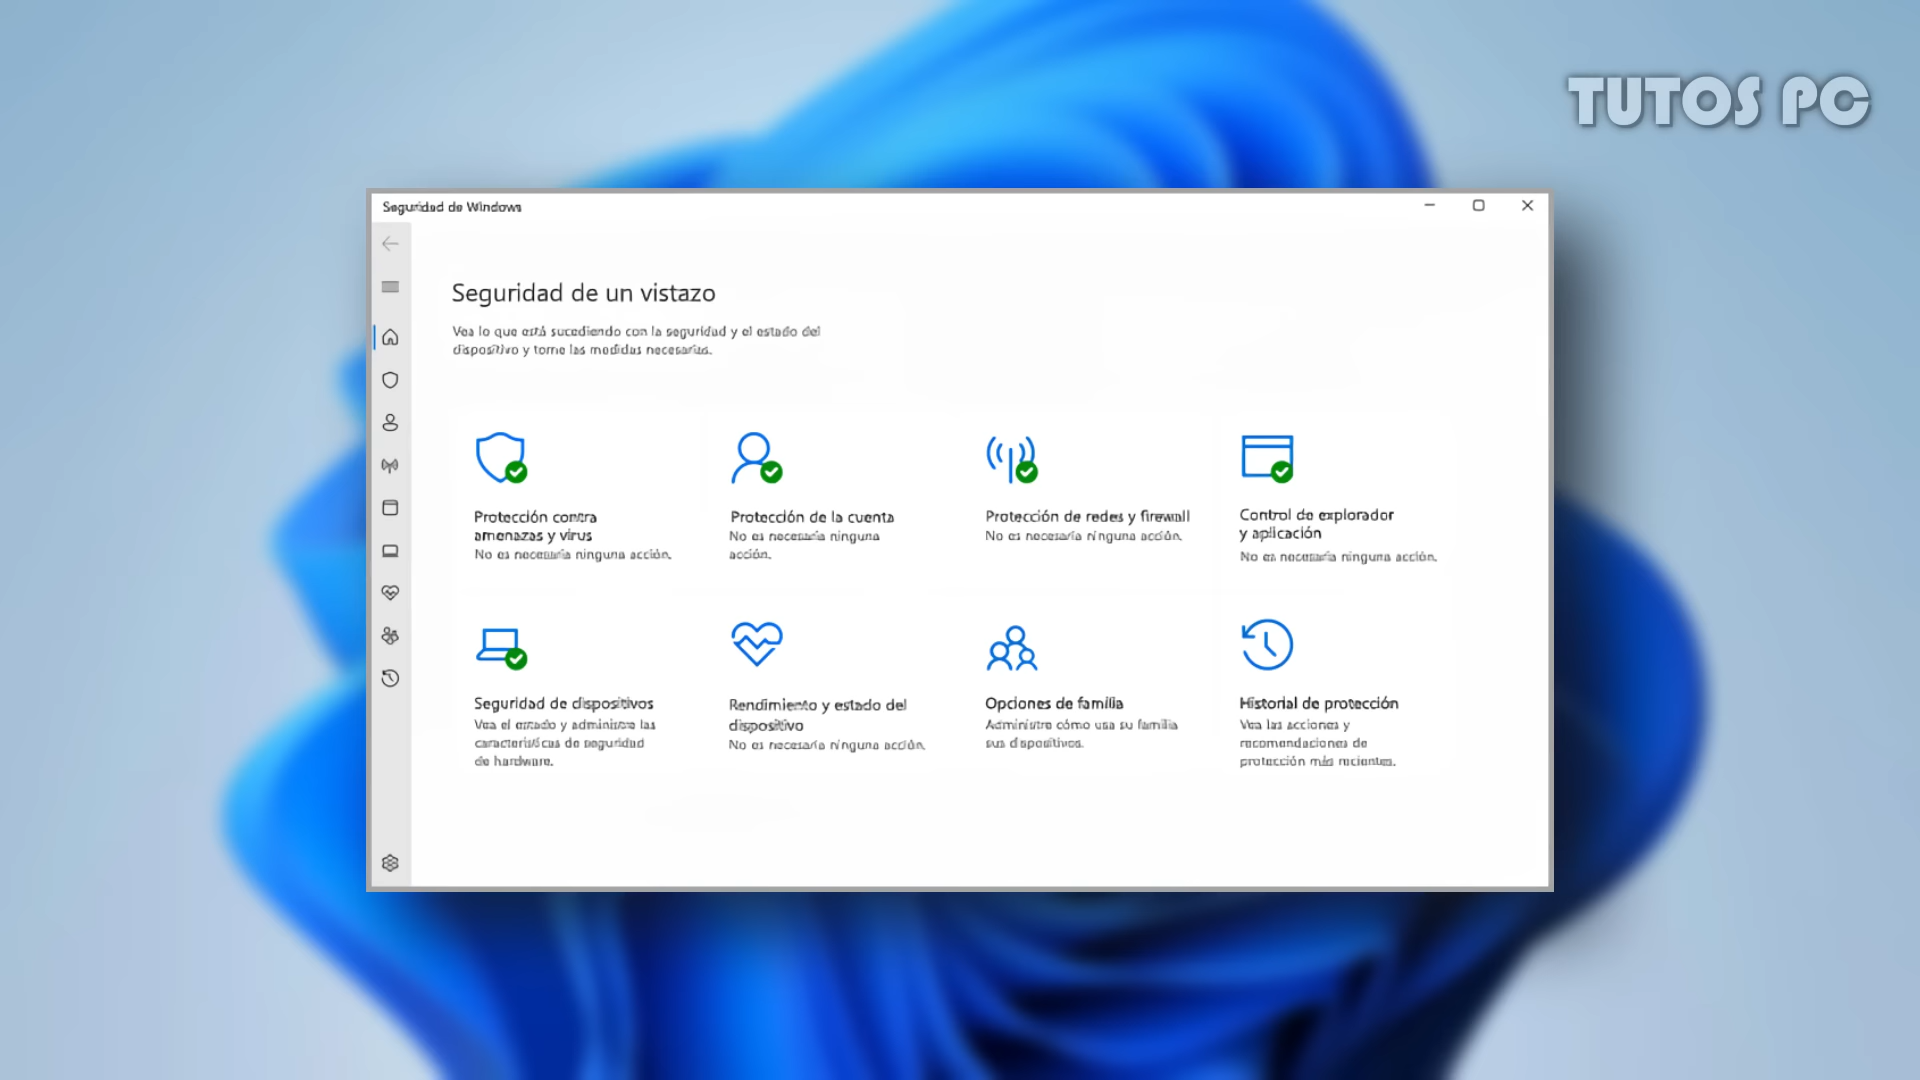 TUTOS PC
Seguridad de Windows
Seguridad de un vistazo
Vea lo que está sucediendo con la seguridad y el estado del
dispositivo y tome las medidas necesarias.
Protección contra
amenazas y virus
No es necesaria ninguna acción.
Protección de la cuenta
No es necesaria ninguna
acción.
Protección de redes y firewall
No es necesaria ninguna acción.
Control de explorador
y aplicación
No es necesaria ninguna acción.
Seguridad de dispositivos
Vea el estado y administre las
características de seguridad
de hardware.
Rendimiento y estado del
dispositivo
No es necesaria ninguna acción.
Opciones de familia
Administre cómo usa su familia
sus dispositivos.
Historial de protección
Vea las acciones y
recomendaciones de
protección más recientes.